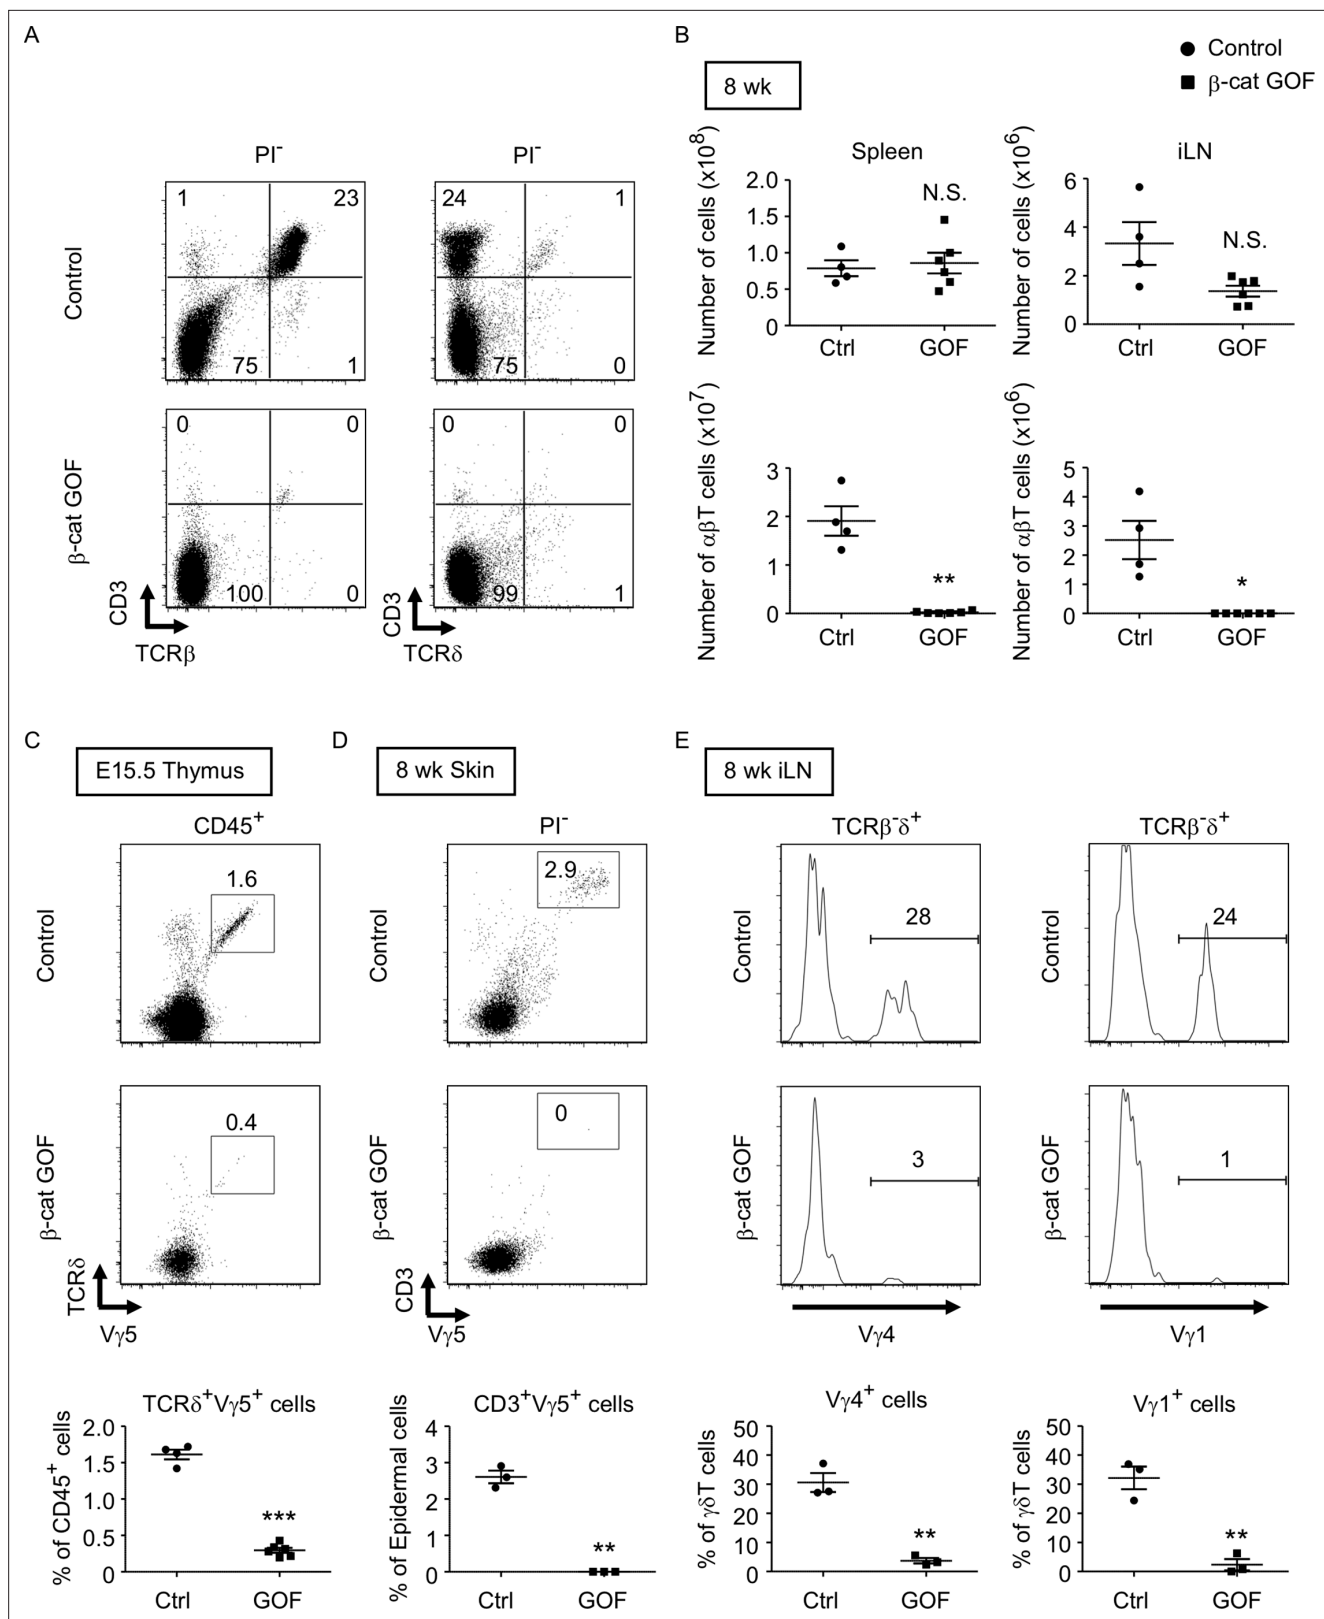 A
B
Control
β-cat GOF
8 wk
PI⁻
PI⁻
Control
1
23
75
1
24
1
75
0
β-cat GOF
0
0
100
0
0
0
99
1
CD3
TCRβ
CD3
TCRδ
Spleen
Number of cells (x10⁸)
2.0
1.5
1.0
0.5
0
N.S.
Ctrl
GOF
iLN
Number of cells (x10⁶)
6
4
2
0
N.S.
Ctrl
GOF
Number of αβT cells (x10⁷)
3
2
1
0
**
Ctrl
GOF
Number of αβT cells (x10⁶)
5
4
3
2
1
0
*
Ctrl
GOF
C
E15.5 Thymus
CD45⁺
Control
1.6
β-cat GOF
0.4
TCRδ
Vγ5
TCRδ⁺Vγ5⁺ cells
% of CD45⁺ cells
2.0
1.5
1.0
0.5
0
***
Ctrl
GOF
D
8 wk Skin
PI⁻
Control
2.9
β-cat GOF
0
CD3
Vγ5
CD3⁺Vγ5⁺ cells
% of Epidermal cells
4
3
2
1
0
**
Ctrl
GOF
E
8 wk iLN
TCRβ⁻δ⁺
TCRβ⁻δ⁺
Control
28
Control
24
β-cat GOF
3
β-cat GOF
1
Vγ4
Vγ1
Vγ4⁺ cells
% of γδT cells
50
40
30
20
10
0
**
Ctrl
GOF
Vγ1⁺ cells
% of γδT cells
50
40
30
20
10
0
**
Ctrl
GOF